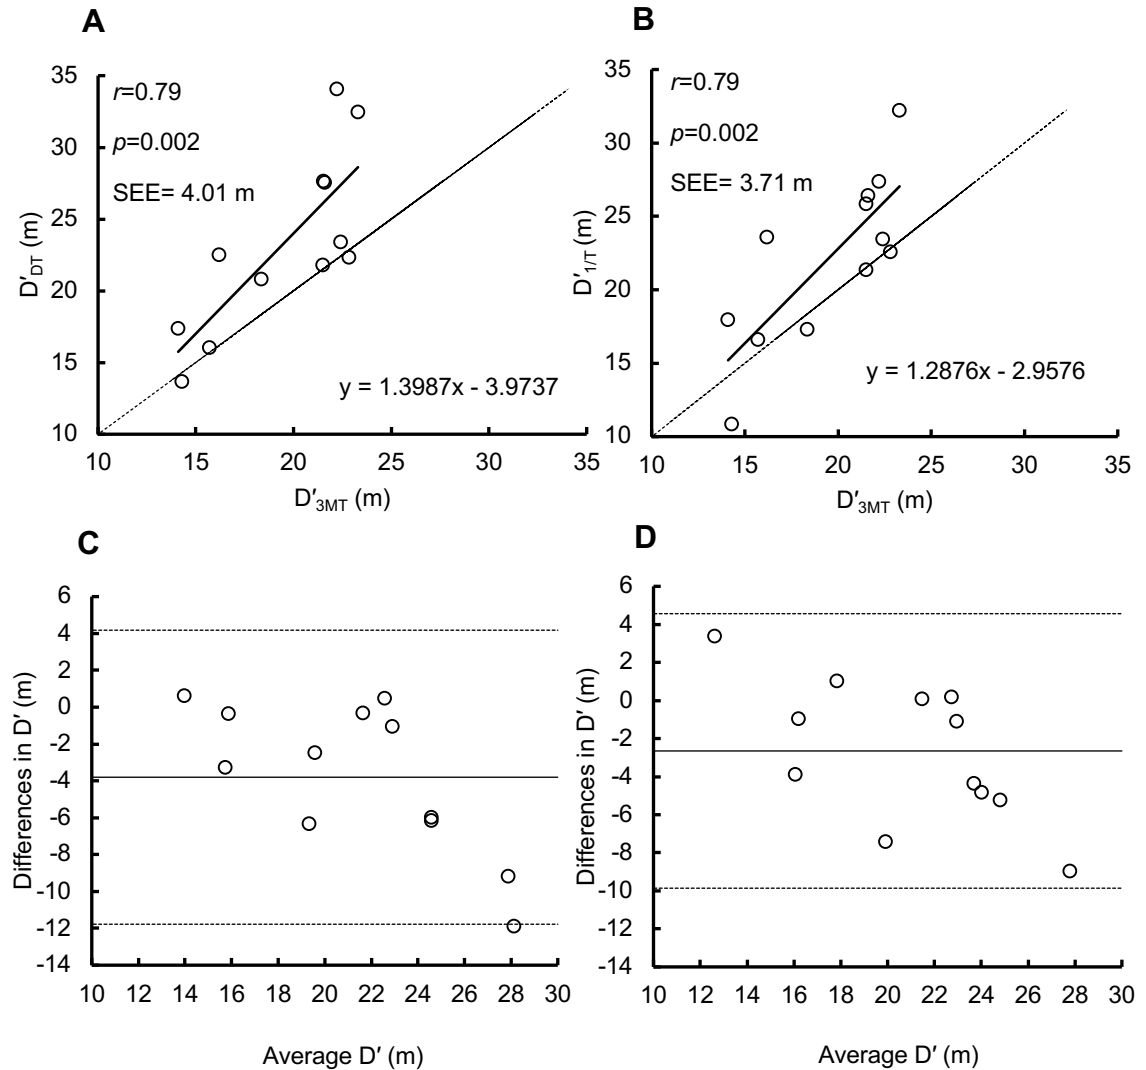 A
35
30
25
20
15
10
D′DT (m)
r=0.79
p=0.002
SEE= 4.01 m
y = 1.3987x - 3.9737
10 15 20 25 30 35
D′3MT (m)
B
35
30
25
20
15
10
D′1/T (m)
r=0.79
p=0.002
SEE= 3.71 m
y = 1.2876x - 2.9576
10 15 20 25 30 35
D′3MT (m)
C
6
4
2
0
-2
-4
-6
-8
-10
-12
-14
Differences in D′ (m)
10 12 14 16 18 20 22 24 26 28 30
Average D′ (m)
D
6
4
2
0
-2
-4
-6
-8
-10
-12
-14
Differences in D′ (m)
10 12 14 16 18 20 22 24 26 28 30
Average D′ (m)